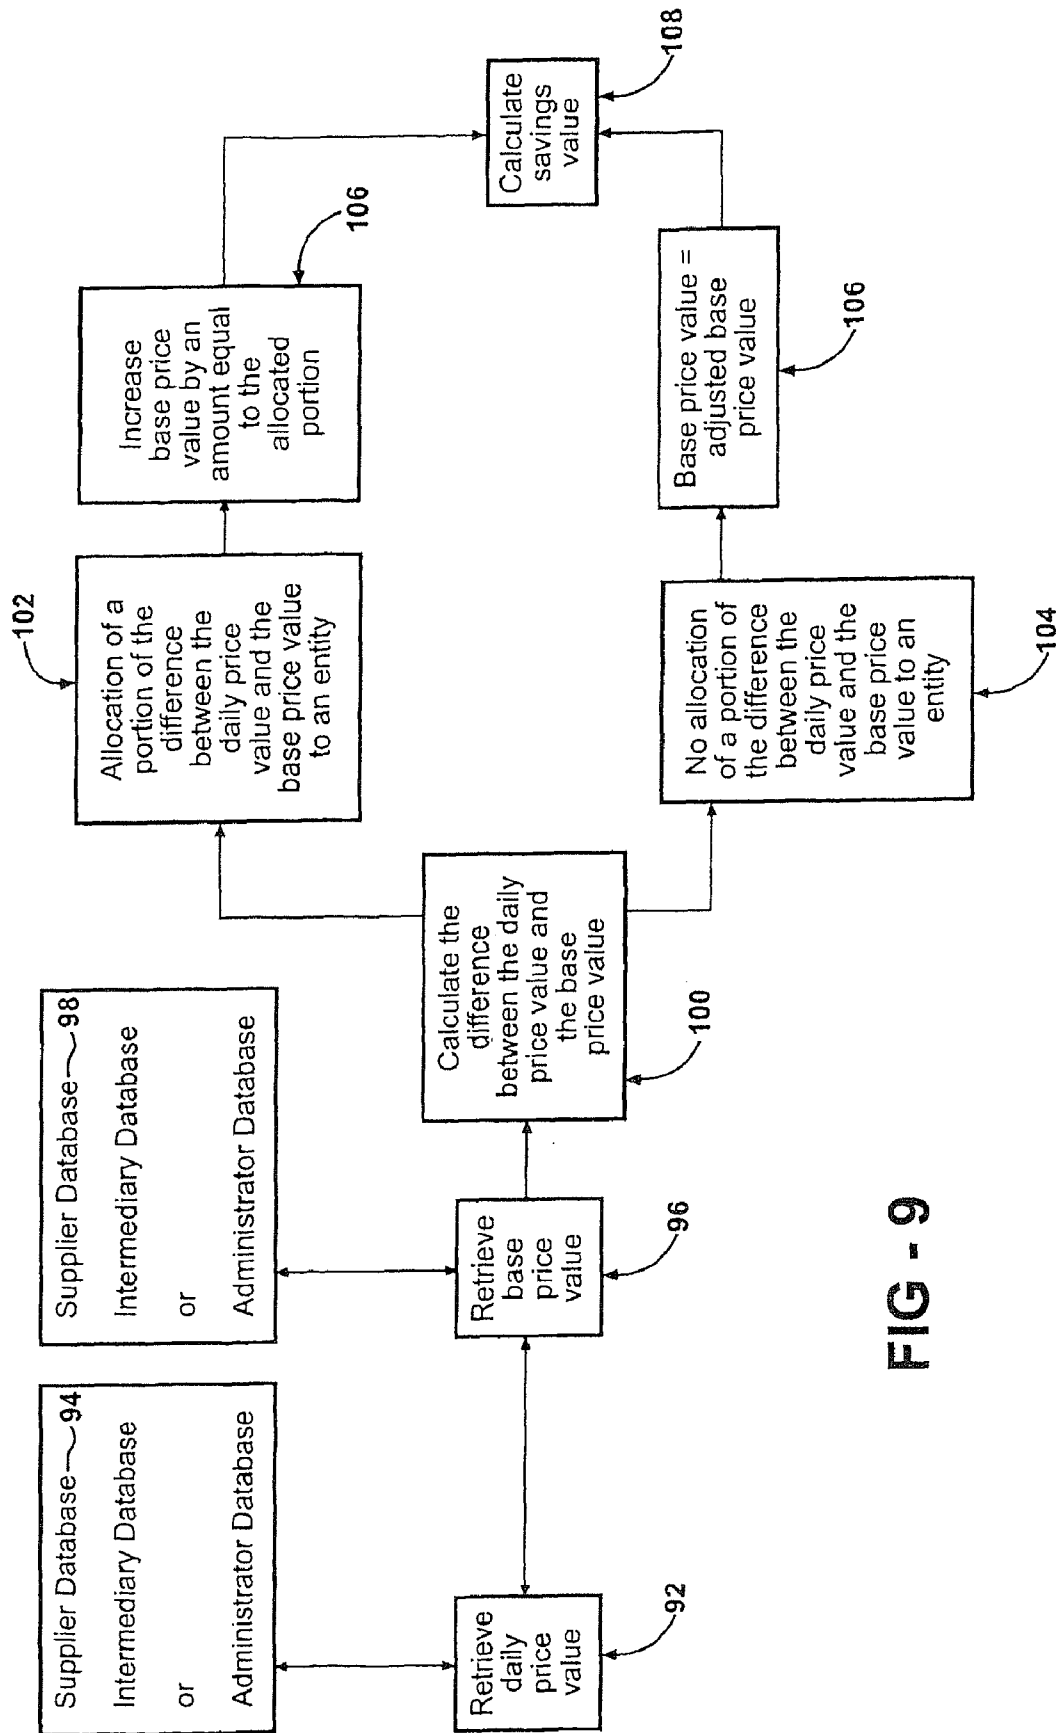 Supplier Database 94
Intermediary Database
or
Administrator Database
Supplier Database 98
Intermediary Database
or
Administrator Database
Retrieve
daily
price
value
92
Retrieve
base
price
value
96
Calculate the
difference
between the daily
price value and
the base
price value
100
102
Allocation of a
portion of the
difference
between the
daily price
value and the
base price value
to an entity
Increase
base price
value by an
amount equal
to the
allocated
portion
106
No allocation
of a portion of
the difference
between the
daily price
value and the
base price
value to an
entity
104
Base price value =
adjusted base
price value
106
Calculate
savings
value
108
FIG - 9